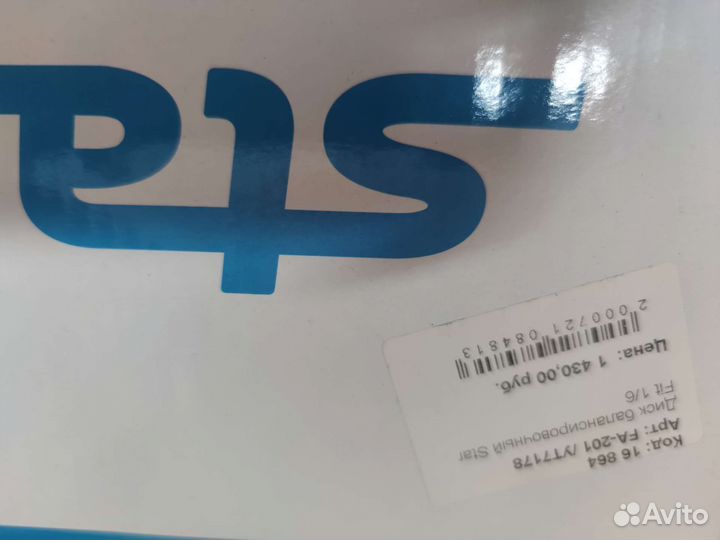 Sta
Код: 16 864
Арт: FA-201 /УТ7178
Диск балансировочный Star
Fit 1/6
Цена: 1 430,00 руб.
2 000721 084813
Avito